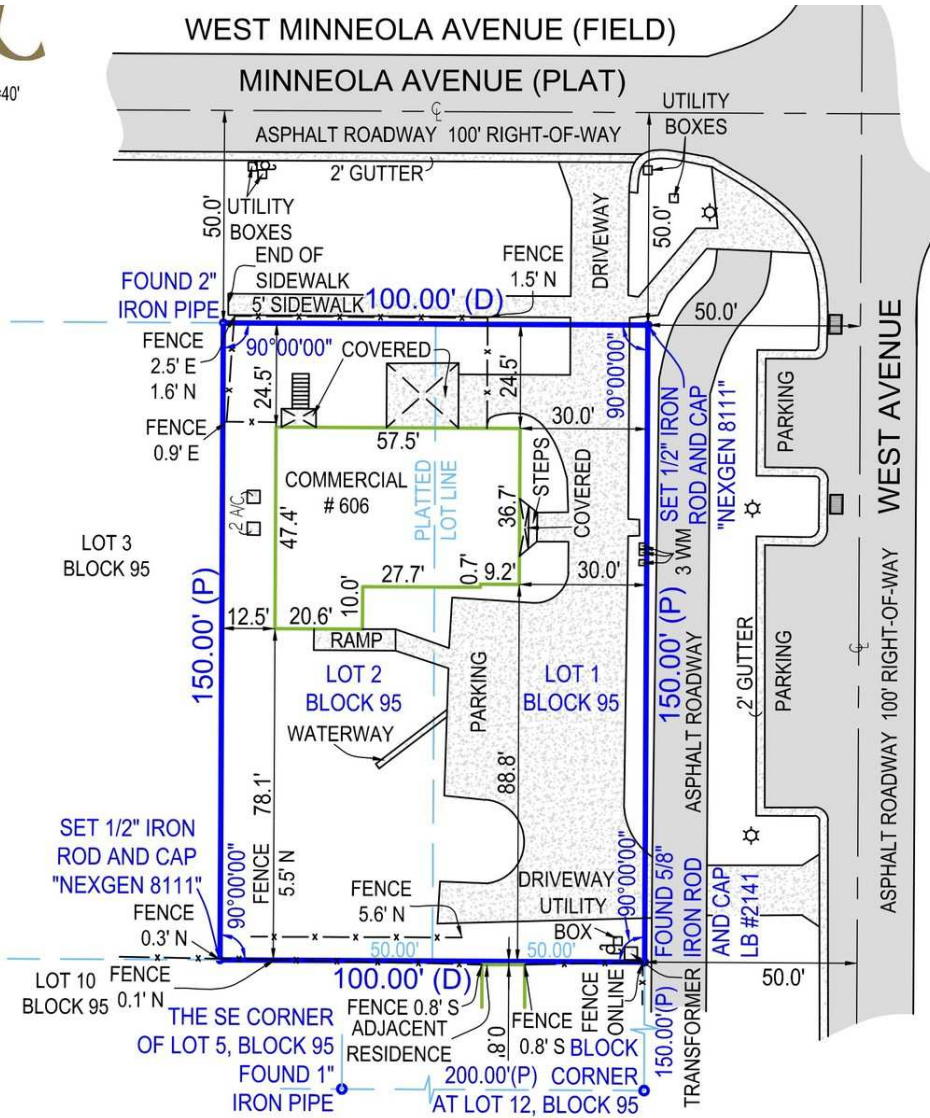 WEST MINNEOLA AVENUE (FIELD)
MINNEOLA AVENUE (PLAT)
40'
℄
ASPHALT ROADWAY 100' RIGHT-OF-WAY
UTILITY
BOXES
2' GUTTER
50.0'
UTILITY
BOXES
DRIVEWAY
50.0'
END OF
SIDEWALK
5' SIDEWALK
FENCE
1.5' N
FOUND 2"
IRON PIPE
100.00' (D)
50.0'
WEST AVENUE
FENCE
2.5' E
1.6' N
90°00'00"
COVERED
24.5'
24.5'
90°00'00"
SET 1/2" IRON
ROD AND CAP
"NEXGEN 8111"
PARKING
FENCE
0.9' E
57.5'
30.0'
COMMERCIAL
# 606
PLATTED
LOT LINE
STEPS
COVERED
36.7'
2 A/C
47.4'
LOT 3
BLOCK 95
3 WM
150.00' (P)
12.5'
20.6'
10.0'
27.7'
0.7'
9.2'
30.0'
RAMP
LOT 2
BLOCK 95
PARKING
LOT 1
BLOCK 95
150.00' (P)
ASPHALT ROADWAY
2' GUTTER
PARKING
℄
ASPHALT ROADWAY 100' RIGHT-OF-WAY
WATERWAY
78.1'
88.8'
SET 1/2" IRON
ROD AND CAP
"NEXGEN 8111"
90°00'00"
FENCE
5.5' N
FENCE
5.6' N
DRIVEWAY
UTILITY
BOX
90°00'00"
FOUND 5/8"
IRON ROD
AND CAP
LB #2141
FENCE
0.3' N
50.00'
50.00'
50.0'
LOT 10
BLOCK 95
FENCE
0.1' N
100.00' (D)
FENCE 0.8' S
ADJACENT
RESIDENCE
0.8'
FENCE
0.8' S
FENCE
ONLINE
150.00'(P)
TRANSFORMER
THE SE CORNER
OF LOT 5, BLOCK 95
FOUND 1"
IRON PIPE
200.00'(P)
BLOCK
CORNER
AT LOT 12, BLOCK 95